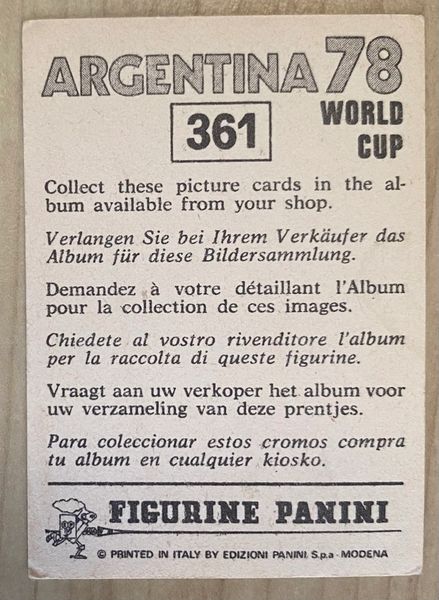 ARGENTINA 78
361
WORLD
CUP
Collect these picture cards in the al-
bum available from your shop.
Verlangen Sie bei Ihrem Verkäufer das
Album für diese Bildersammlung.
Demandez à votre détaillant l'Album
pour la collection de ces images.
Chiedete al vostro rivenditore l'album
per la raccolta di queste figurine.
Vraagt aan uw verkoper het album voor
uw verzameling van deze prentjes.
Para coleccionar estos cromos compra
tu album en cualquier kiosko.
FIGURINE PANINI
© PRINTED IN ITALY BY EDIZIONI PANINI S.p.a - MODENA